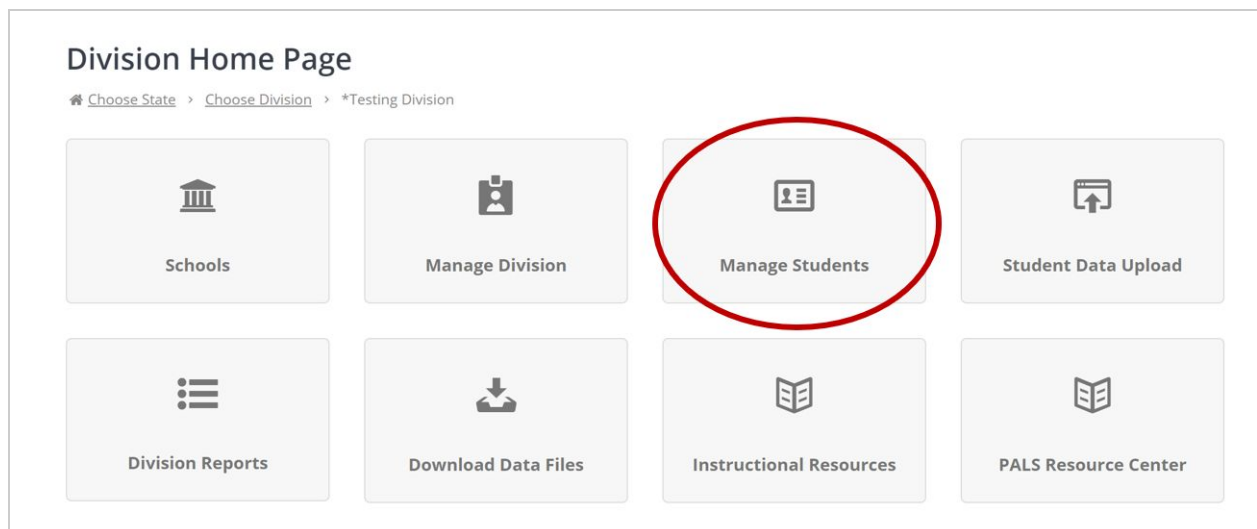 Division Home Page
Choose State > Choose Division > *Testing Division
Schools
Manage Division
Manage Students
Student Data Upload
Division Reports
Download Data Files
Instructional Resources
PALS Resource Center